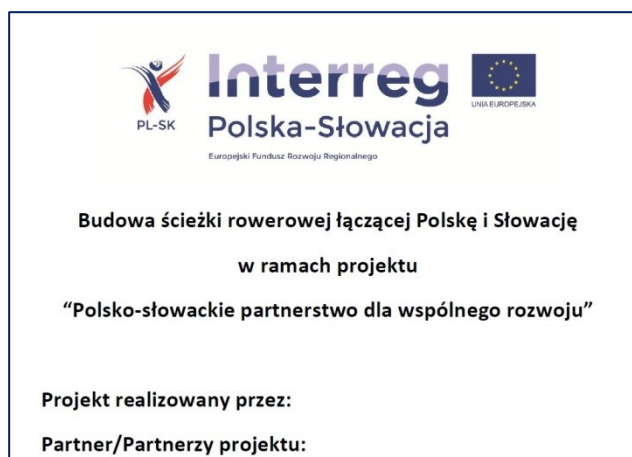 Interreg
PL-SK
UNIA EUROPEJSKA
Polska-Słowacja
Europejski Fundusz Rozwoju Regionalnego
Budowa ścieżki rowerowej łączącej Polskę i Słowację
w ramach projektu
“Polsko-słowackie partnerstwo dla wspólnego rozwoju”
Projekt realizowany przez:
Partner/Partnerzy projektu: